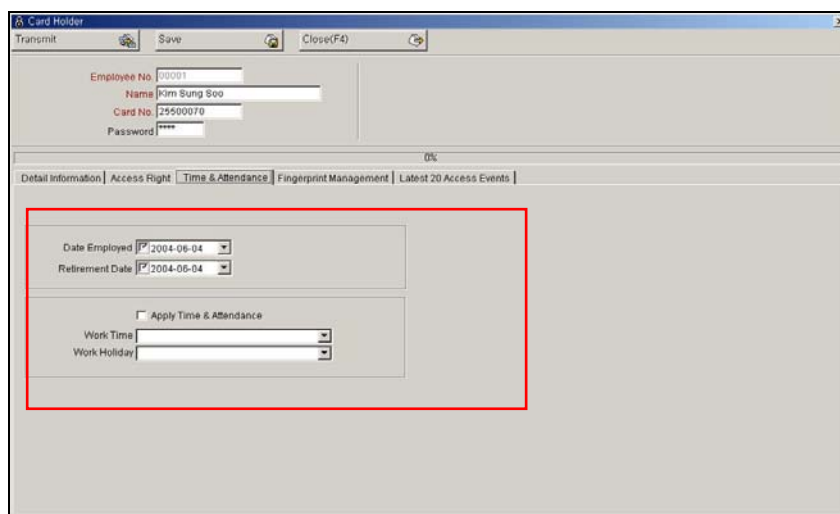 Card Holder
Transmit Save Close(F4)
Employee No. 00001
Name Kim Sung Soo
Card No. 25500070
Password ****
0%
Detail Information Access Right Time & Attendance Fingerprint Management Latest 20 Access Events
Date Employed 2004-06-04
Retirement Date 2004-06-04
Apply Time & Attendance
Work Time
Work Holiday